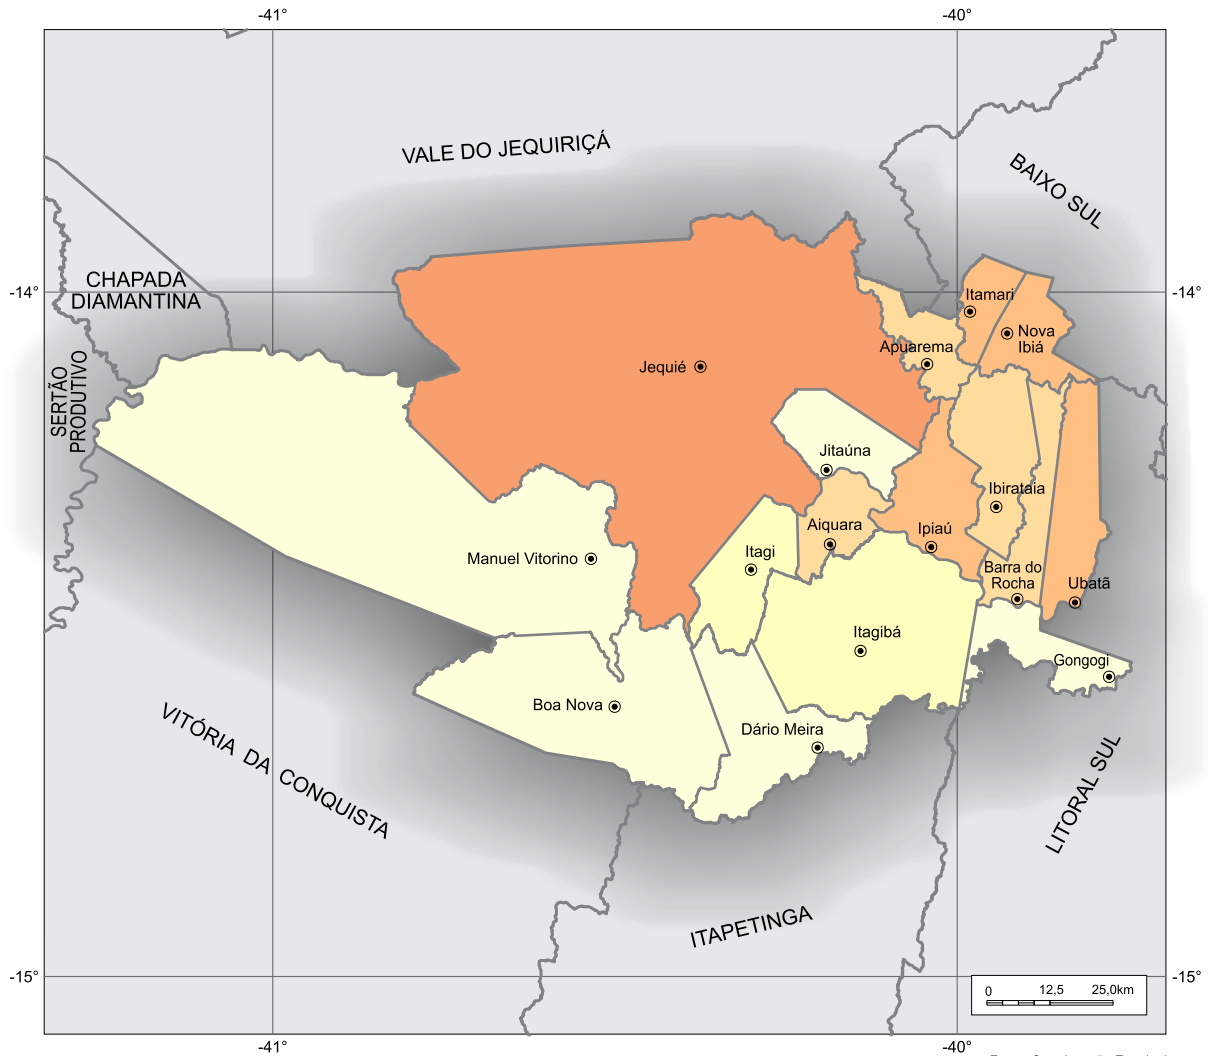 -41°
-40°
VALE DO JEQUIRIÇÁ
BAIXO SUL
CHAPADA
DIAMANTINA
-14°
-14°
Itamari
Nova
Ibiá
Apuarema
Jequié
SERTÃO
PRODUTIVO
Jitaúna
Ibirataia
Aiquara
Ipiaú
Itagi
Manuel Vitorino
Barra do
Rocha
Ubatã
Itagibá
Gongogi
Boa Nova
Dário Meira
VITÓRIA DA CONQUISTA
LITORAL SUL
ITAPETINGA
-15°
-15°
0 12,5 25,0km
-41°
-40°